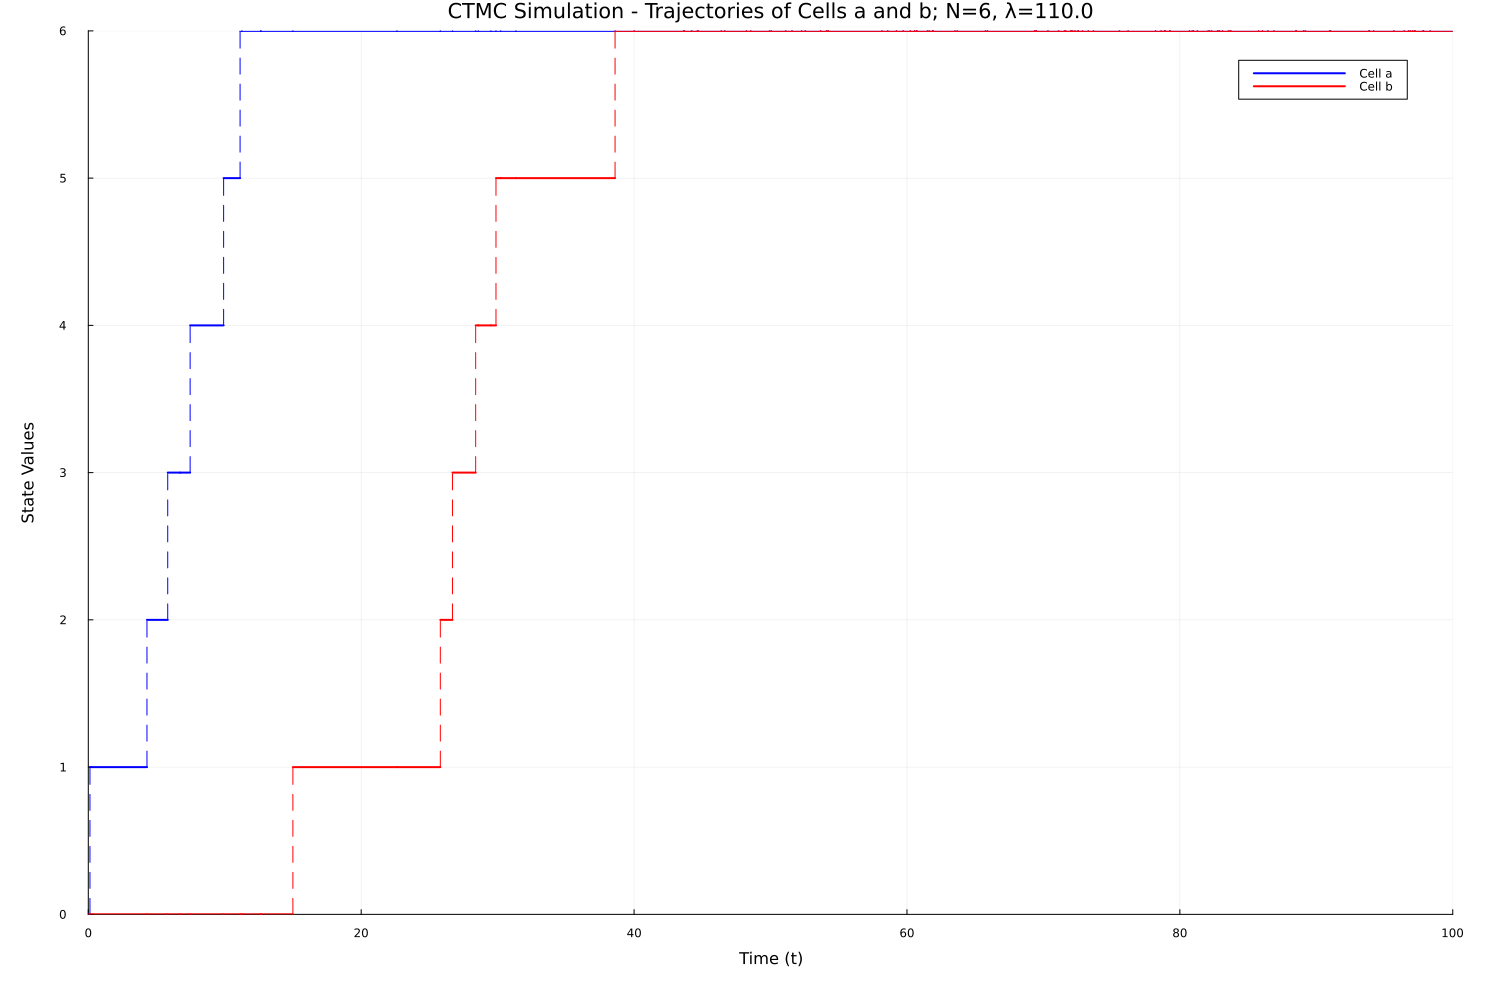 CTMC Simulation - Trajectories of Cells a and b; N=6, λ=110.0
6
Cell a
Cell b
5
4
3
2
1
0
State Values
0 20 40 60 80 100
Time (t)